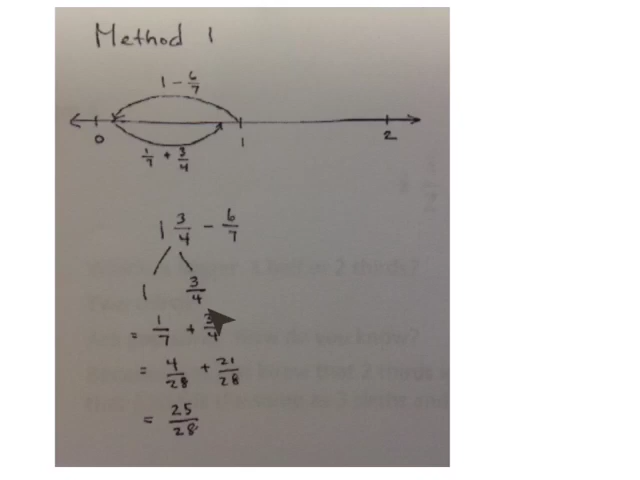 Method 1
1 - 6/7
0 1 2
1/7 + 3/4
1 3/4 - 6/7
1 3/4
= 1/7 + 3/4
= 4/28 + 21/28
= 25/28